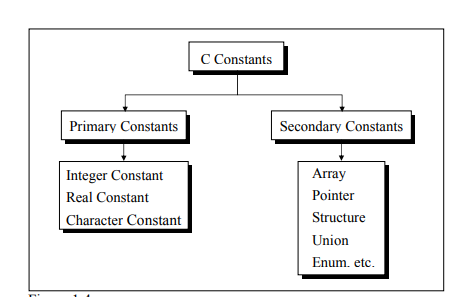 C Constants
Primary Constants
Secondary Constants
Integer Constant
Real Constant
Character Constant
Array
Pointer
Structure
Union
Enum. etc.